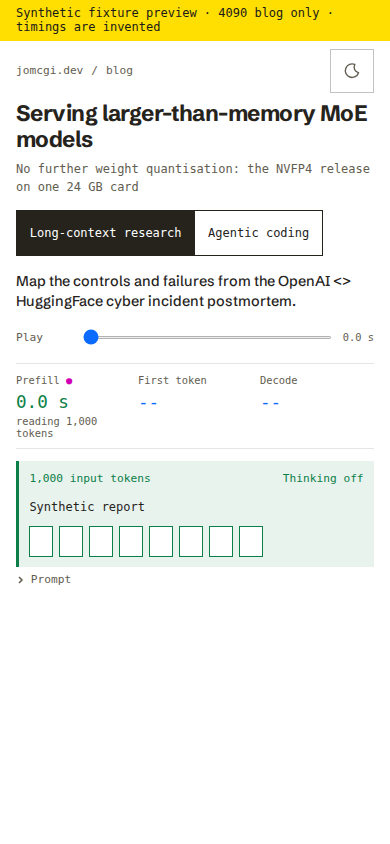 Synthetic fixture preview · 4090 blog only ·
timings are invented
jomcgi.dev / blog
Serving larger-than-memory MoE
models
No further weight quantisation: the NVFP4 release
on one 24 GB card
Long-context research
Agentic coding
Map the controls and failures from the OpenAI <>
HuggingFace cyber incident postmortem.
Play
0.0 s
Prefill
First token
Decode
0.0 s
--
--
reading 1,000
tokens
1,000 input tokens
Thinking off
Synthetic report
Prompt